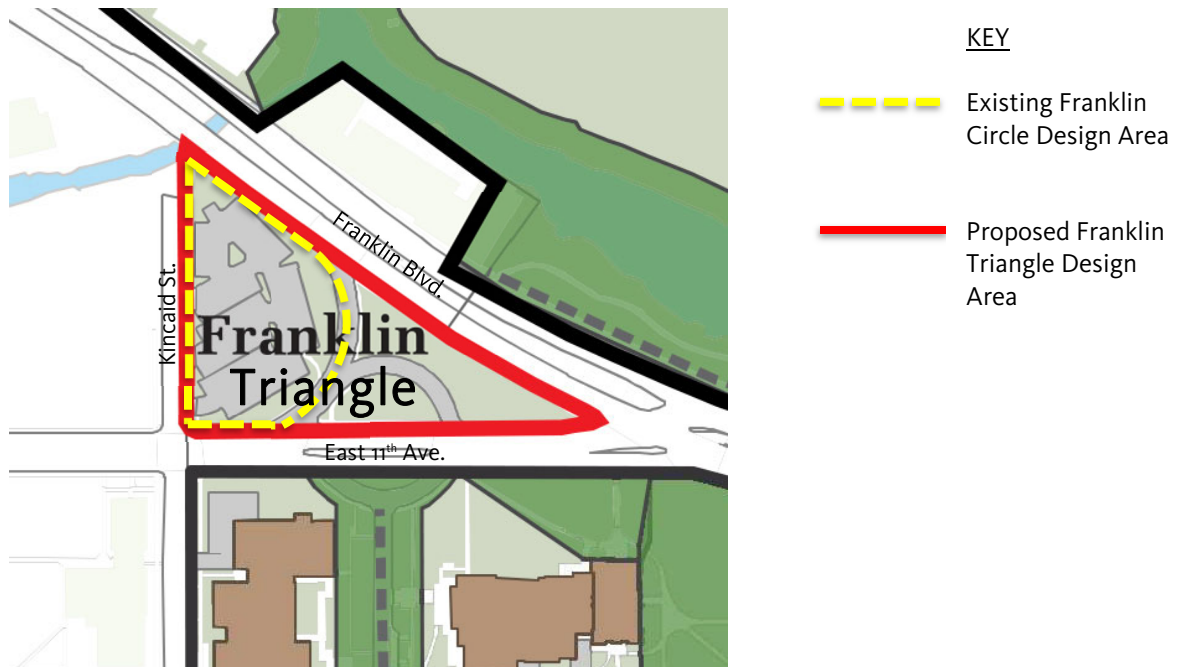 KEY
Existing Franklin
Circle Design Area
Proposed Franklin
Triangle Design
Area
Franklin Blvd.
Kincaid St.
Franklin
Triangle
East 11th Ave.